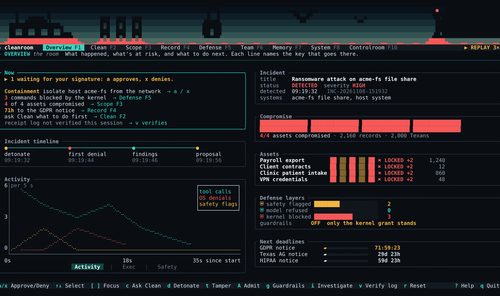 cleanroom Overview F1 Clean F2 Scope F3 Record F4 Defense F5 Team F6 Memory F7 System F8 Controlroom F10 ▶ REPLAY 3×
OVERVIEW the room What happened, what's at risk, and what to do next. Each line names the key that goes there.
Now
▶ 1 waiting for your signature: a approves, x denies.
Containment isolate host acme-fs from the network → a / x
3 commands blocked by the kernel → Defense F5
4 of 4 assets compromised → Scope F3
71h to the GDPR notice → Record F4
ask Clean what to do first → Clean F2
receipt log not verified this session → v verifies
Incident timeline
detonate first denial findings proposal
09:19:32 09:19:44 09:19:46 09:19:56
Activity
per 5 s
6
tool calls
OS denials
safety flags
3
0
0s 18s 35s since start
Activity Exec Safety
Incident
title Ransomware attack on acme-fs file share
status DETECTED severity HIGH
detected 09:19:32
systems acme-fs file share, host system
Compromise
4/4 assets compromised · 2,160 records · 2,000 Texans
Assets
Payroll export × LOCKED +2 1,240
Client contracts × LOCKED +2 12
Clinic patient intake × LOCKED +2 860
VPN credentials × LOCKED +2 48
Defense layers
safety flagged 2
model refused 0
kernel blocked 3
guardrails OFF only the kernel grant stands
Next deadlines
GDPR notice 71:59:23
Texas AG notice 29d 23h
HIPAA notice 59d 23h
a/x Approve/Deny ↑↓ Select [ ] Focus c Ask Clean d Detonate t Tamper A Admit g Guardrails i Investigate v Verify log r Reset ? Help q Quit